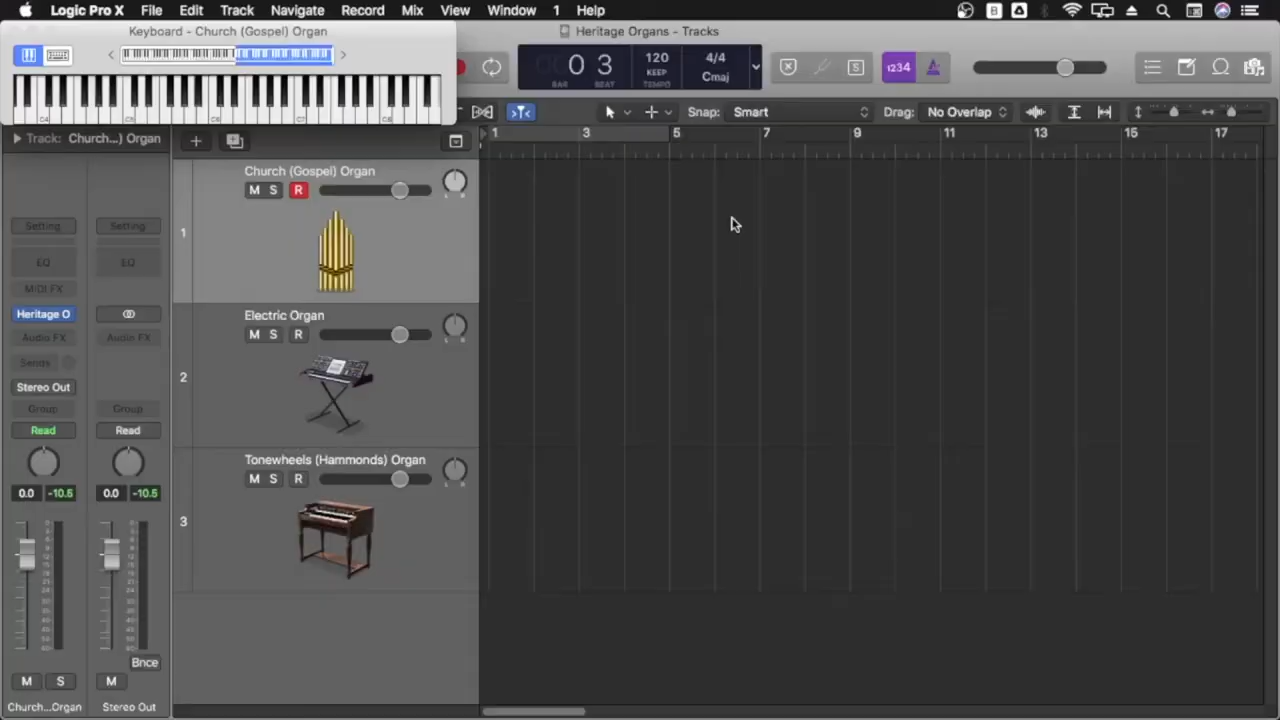 Logic Pro X File Edit Track Navigate Record Mix View Window 1 Help
Keyboard - Church (Gospel) Organ
Heritage Organs - Tracks
0 3
BAR BEAT
120
KEEP
TEMPO
4/4
Cmaj
1234
S
Snap: Smart
Drag: No Overlap
Track: Church...) Organ
1 3 5 7 9 11 13 15 17
Setting Setting
EQ EQ
MIDI FX
Heritage O
Audio FX Audio FX
Sends
Stereo Out
Group Group
Read Read
0.0 -10.5 0.0 -10.5
Bnce
M S M
Church...Organ Stereo Out
1
Church (Gospel) Organ
M S R
2
Electric Organ
M S R
3
Tonewheels (Hammonds) Organ
M S R